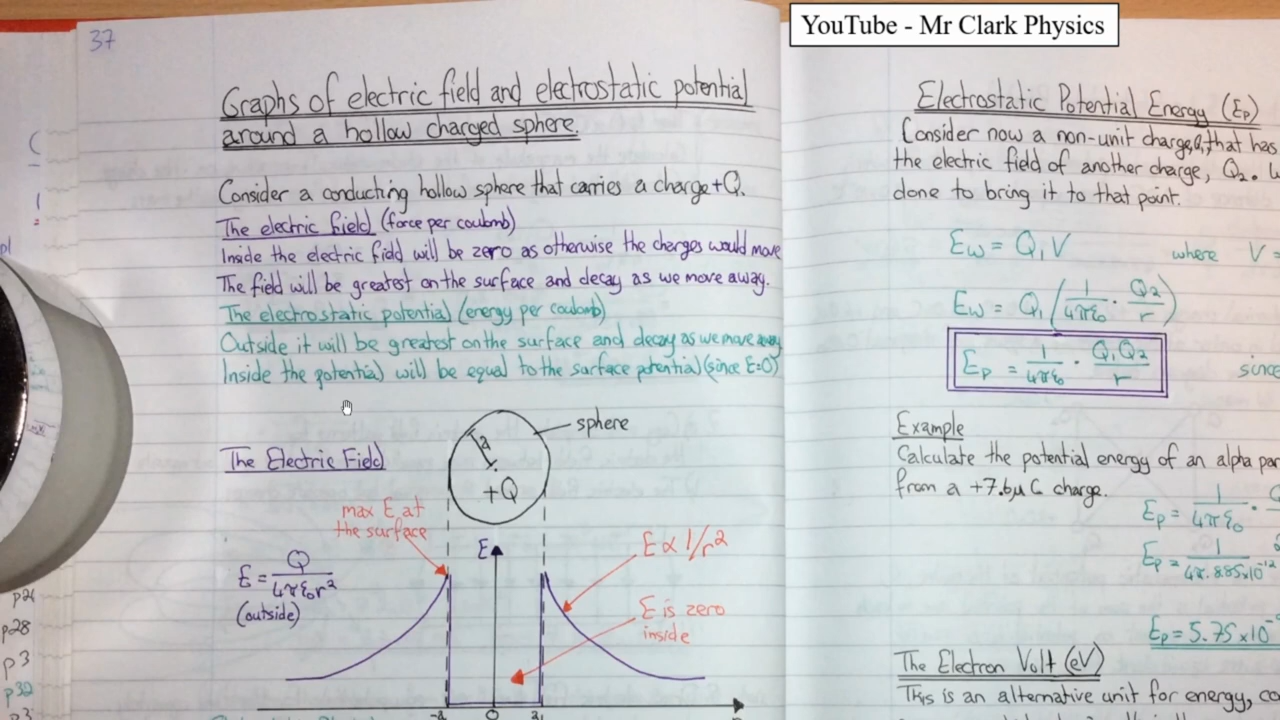 YouTube - Mr Clark Physics
37
Graphs of electric field and electrostatic potential
around a hollow charged sphere.
Consider a conducting hollow sphere that carries a charge +Q.
The electric field (force per coulomb)
Inside the electric field will be zero as otherwise the charges would move
The field will be greatest on the surface and decay as we move away.
The electrostatic potential (energy per coulomb)
Outside it will be greatest on the surface and decay as we move away
Inside the potential will be equal to the surface potential (since E=0)
The Electric Field
sphere
a
+Q
max E at
the surface
E
E ∝ 1/r²
E = Q/4πε₀r²
(outside)
E is zero
inside
-a 0 a
p28
p3
p32
Electrostatic Potential Energy (Ep)
Consider now a non-unit charge, Q₁, that has
the electric field of another charge, Q₂.
done to bring it to that point.
Ew = Q₁V where V =
Ew = Q₁ (1/4πε₀ · Q₂/r)
Ep = 1/4πε₀ · Q₁Q₂/r since
Example
Calculate the potential energy of an alpha
from a +7.6μC charge.
Ep = 1/4πε₀ ·
Ep = 1/4π·8.85x10⁻¹²
Ep = 5.75x10⁻
The Electron Volt (eV)
This is an alternative unit for energy,